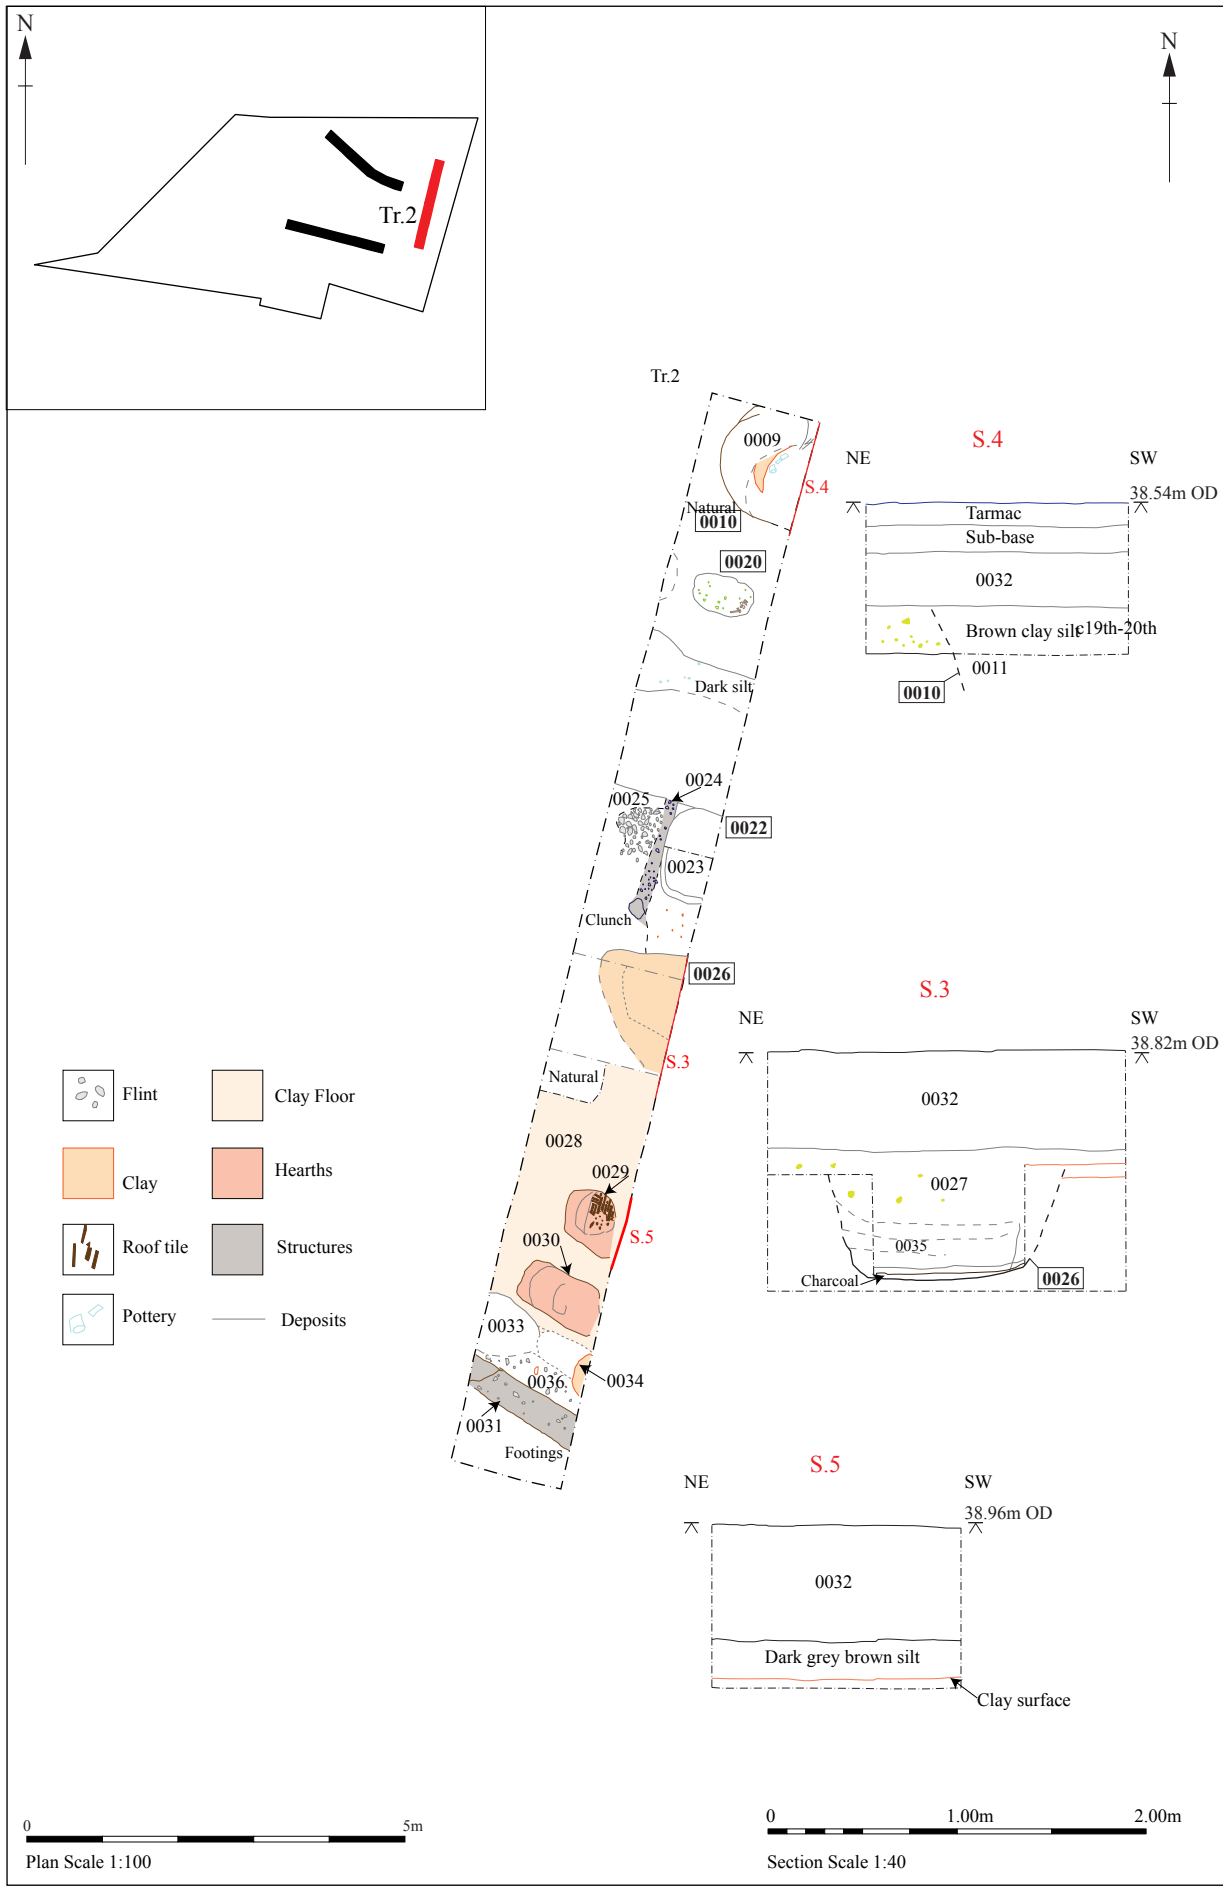 N
N
Tr.2
Tr.2
0009
S.4
Natural
0010
0020
Dark silt
0024
0025
0022
0023
Clunch
0026
S.3
Natural
0028
0029
S.5
0030
0033
0034
0036
0031
Footings
S.4
NE
SW
38.54m OD
Tarmac
Sub-base
0032
Brown clay silt
c19th-20th
0011
0010
S.3
NE
SW
38.82m OD
0032
0027
0035
Charcoal
0026
S.5
NE
SW
38.96m OD
0032
Dark grey brown silt
Clay surface
Flint
Clay Floor
Clay
Hearths
Roof tile
Structures
Pottery
Deposits
0 5m
Plan Scale 1:100
0 1.00m 2.00m
Section Scale 1:40